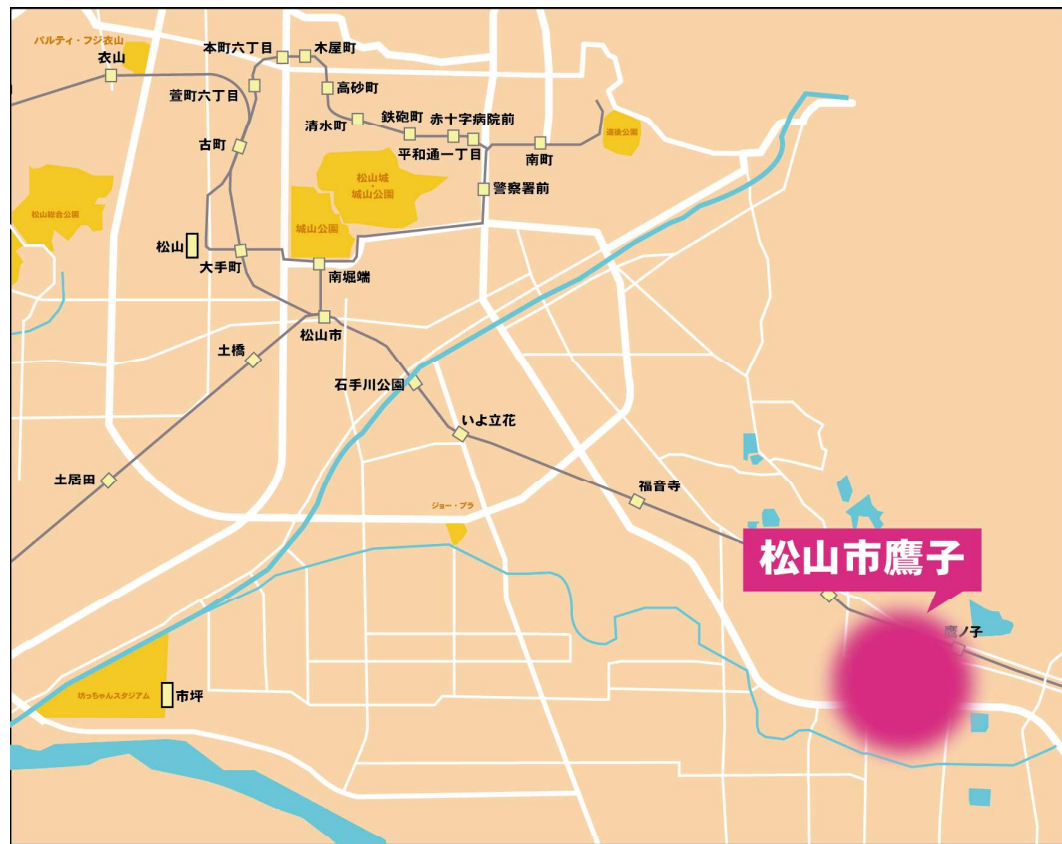 パルティ・フジ衣山
衣山
本町六丁目
木屋町
萱町六丁目
高砂町
清水町
鉄砲町
赤十字病院前
平和通一丁目
南町
道後公園
古町
警察署前
松山城
・
城山公園
松山総合公園
城山公園
松山
大手町
南堀端
松山市
土橋
石手川公園
いよ立花
土居田
福音寺
ジョー・プラ
松山市鷹子
鷹ノ子
坊っちゃんスタジアム
市坪